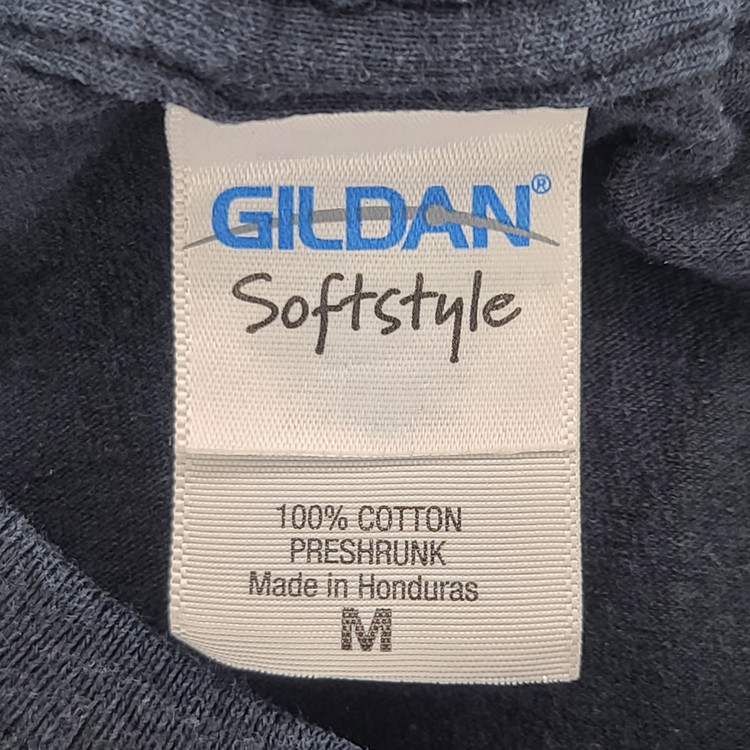 GILDAN®
Softstyle
100% COTTON
PRESHRUNK
Made in Honduras
M